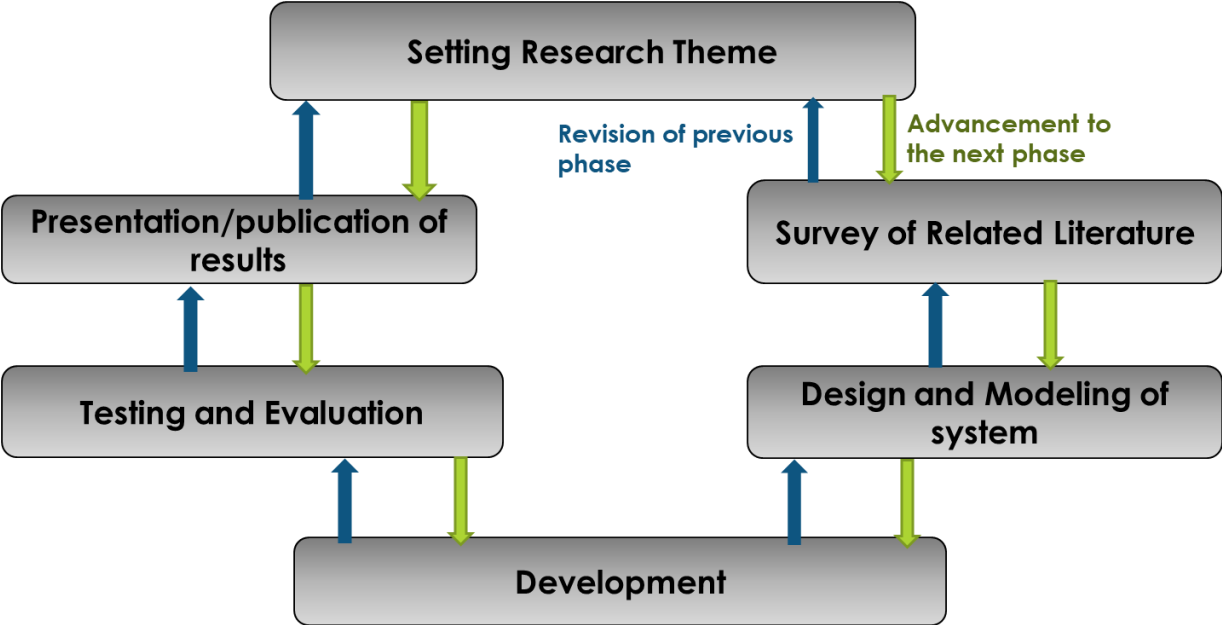 Setting Research Theme
Revision of previous
phase
Advancement to
the next phase
Presentation/publication of
results
Survey of Related Literature
Testing and Evaluation
Design and Modeling of
system
Development